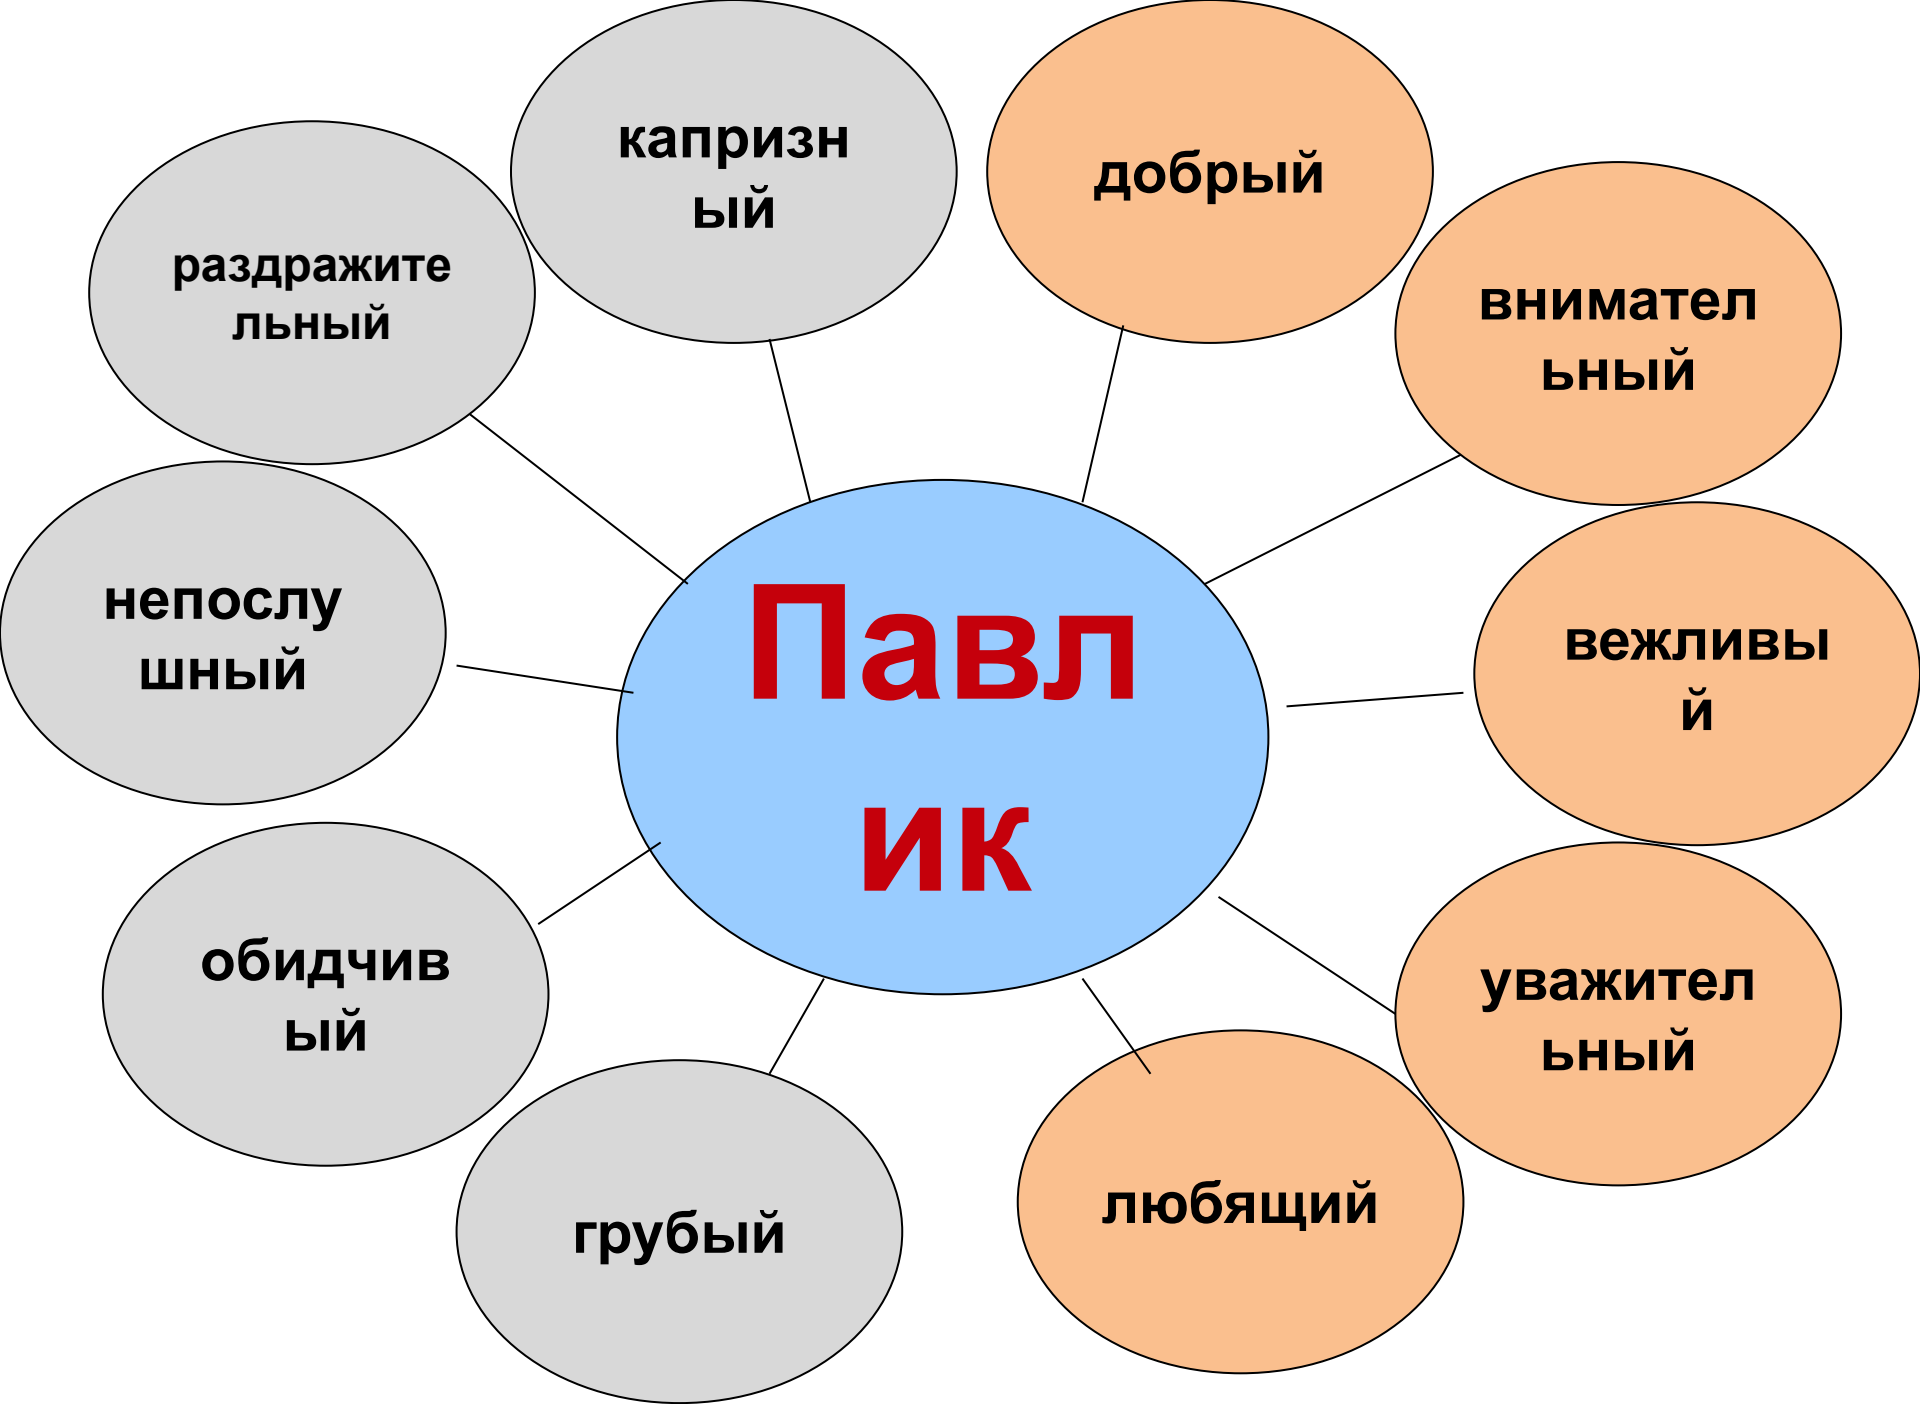 капризн
ый
добрый
раздражите
льный
внимател
ьный
непослу
шный
Павл
ик
вежливы
й
обидчив
ый
уважител
ьный
грубый
любящий